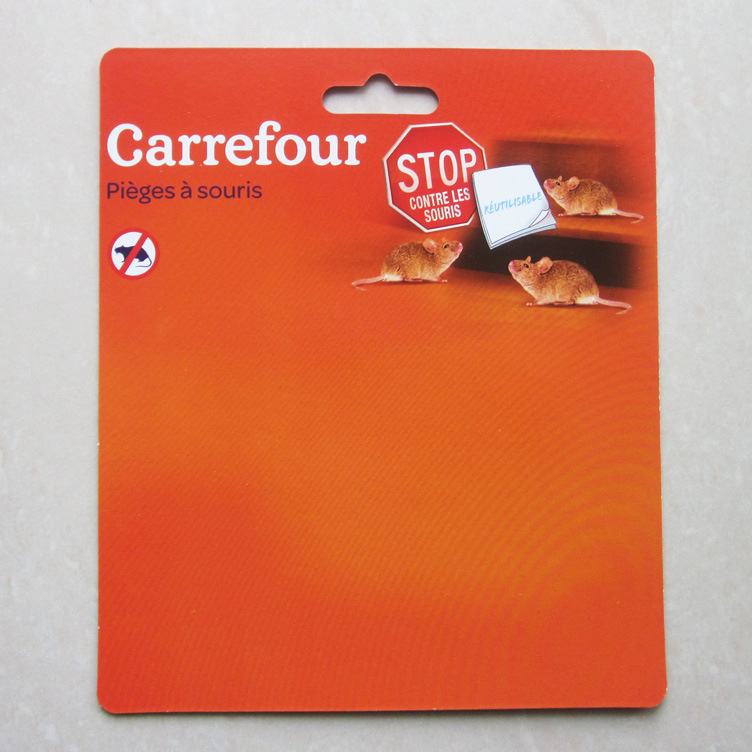 Carrefour
Pièges à souris
STOP
CONTRE LES
SOURIS
RÉUTILISABLE